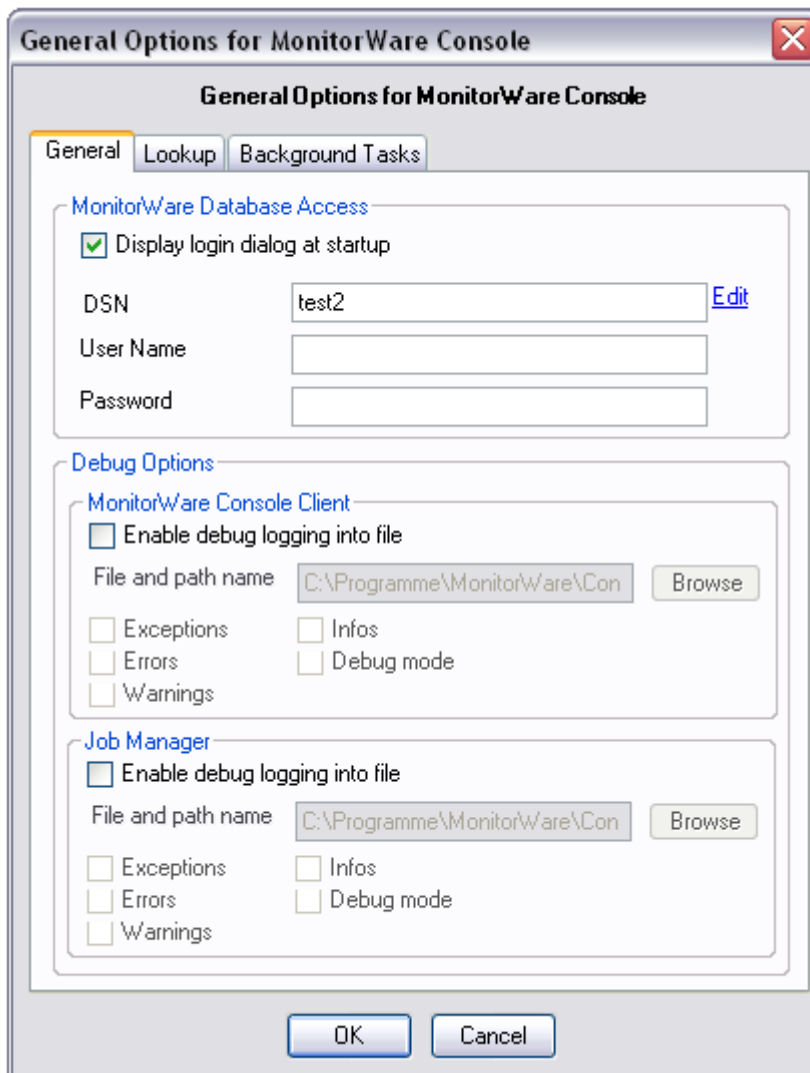 General Options for MonitorWare Console
General Options for MonitorWare Console
General Lookup Background Tasks
MonitorWare Database Access
Display login dialog at startup
DSN test2 Edit
User Name
Password
Debug Options
MonitorWare Console Client
Enable debug logging into file
File and path name C:\Programme\MonitorWare\Con Browse
Exceptions Infos
Errors Debug mode
Warnings
Job Manager
Enable debug logging into file
File and path name C:\Programme\MonitorWare\Con Browse
Exceptions Infos
Errors Debug mode
Warnings
OK Cancel